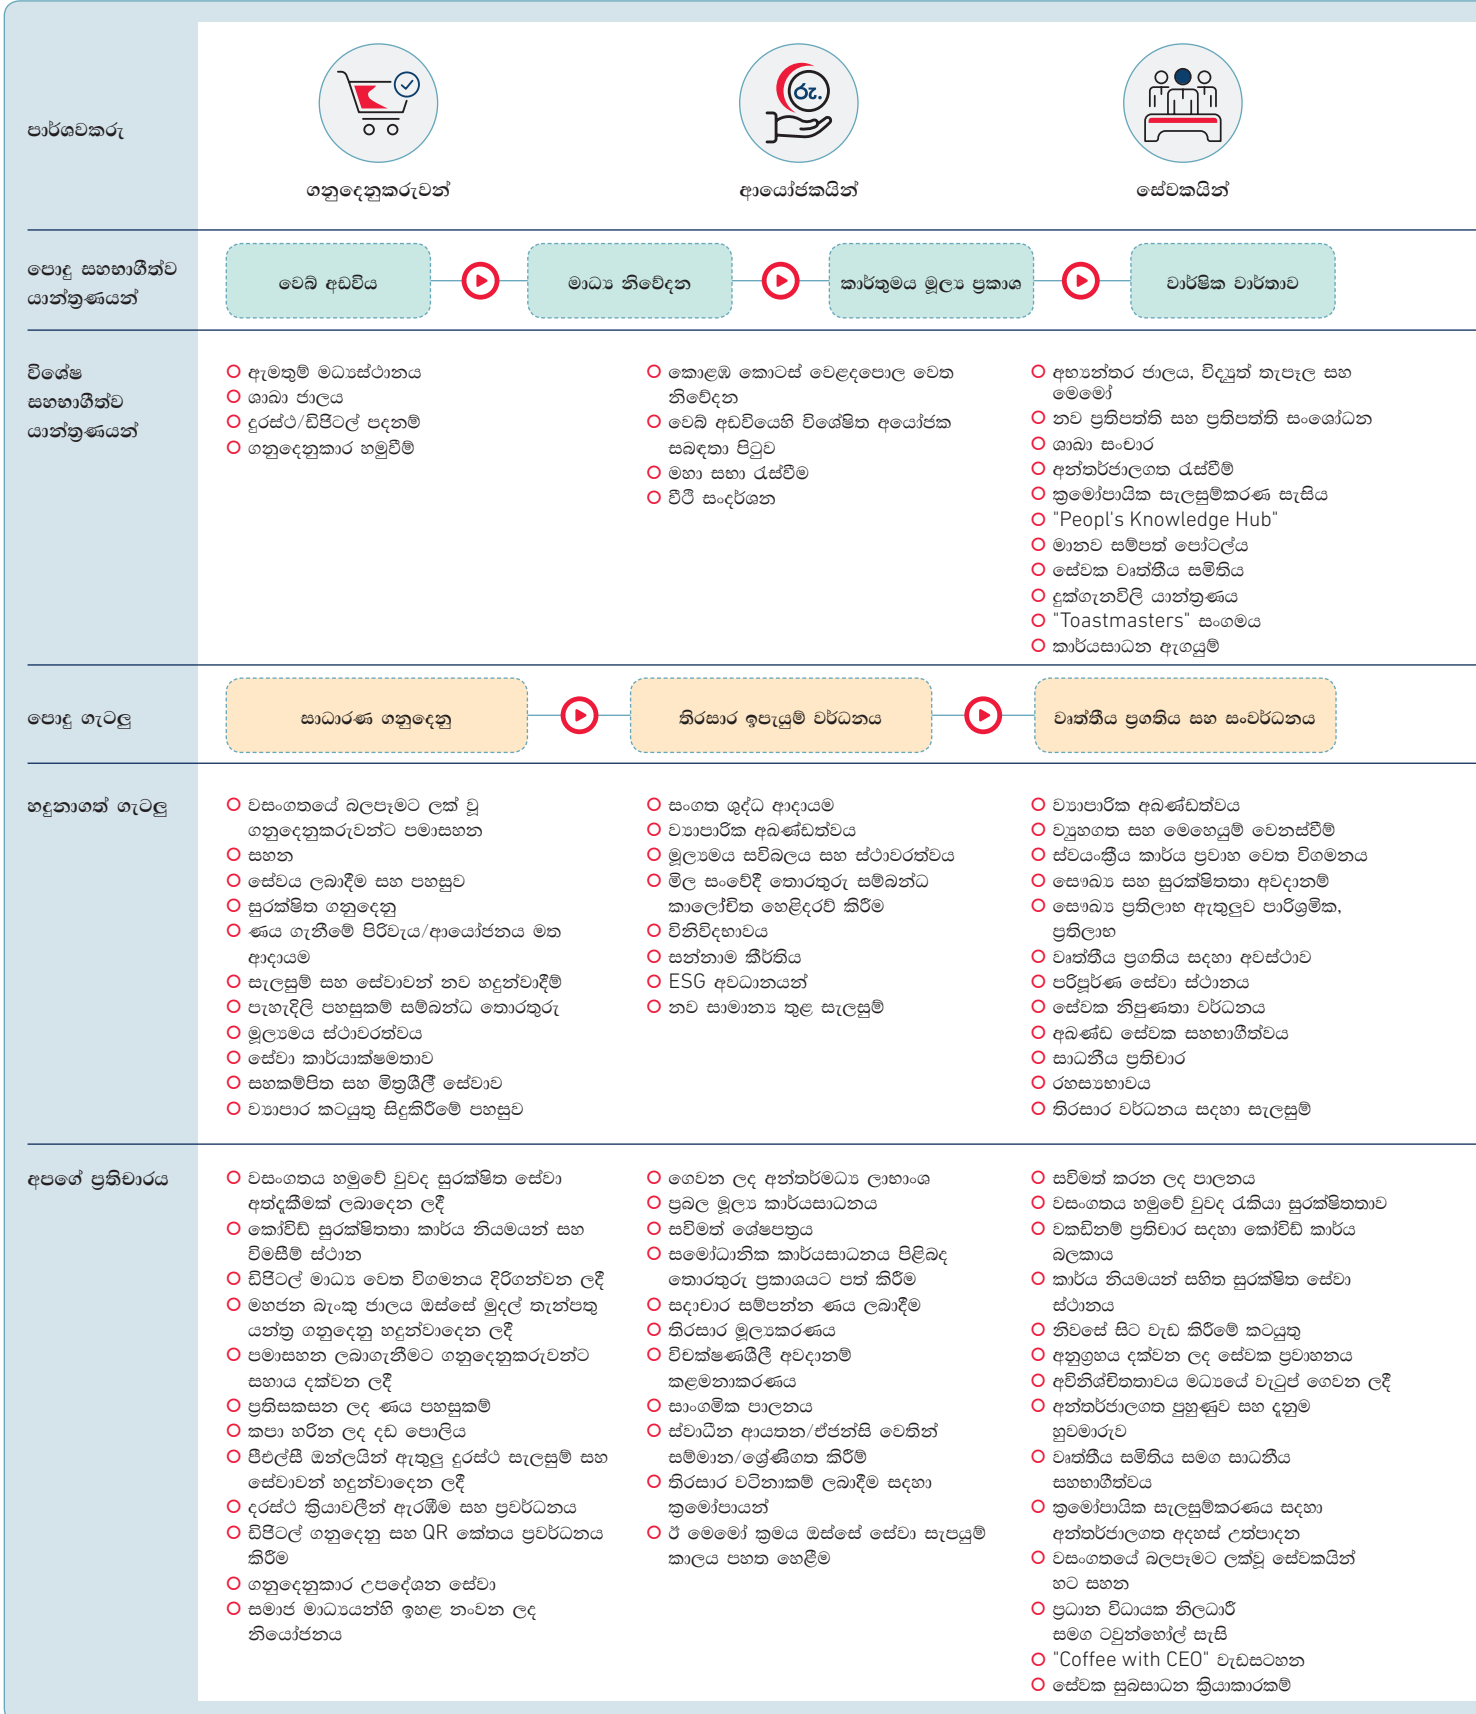 පාර්ශවකරු
රු.
ගනුදෙනුකරුවන්
ආයෝජකයින්
සේවකයින්
පොදු සහභාගීත්ව
යාන්ත්‍රණයන්
වෙබ් අඩවිය
මාධ්‍ය නිවේදන
කාර්තුමය මූල්‍ය ප්‍රකාශ
වාර්ෂික වාර්තාව
විශේෂ
සහභාගීත්ව
යාන්ත්‍රණයන්
ඇමතුම් මධ්‍යස්ථානය
ශාඛා ජාලය
දුරස්ථ/ඩිජිටල් පදනම්
ගනුදෙනුකාර හමුවීම්
කොළඹ කොටස් වෙළදපොල වෙත
නිවේදන
වෙබ් අඩවියෙහි විශේෂිත අයෝජක
සබඳතා පිටුව
මහා සභා රැස්වීම
වීථි සංදර්ශන
අභ්‍යන්තර ජාලය, විද්‍යුත් තැපෑල සහ
මෙමෝ
නව ප්‍රතිපත්ති සහ ප්‍රතිපත්ති සංශෝධන
ශාඛා සංචාර
අන්තර්ජාලගත රැස්වීම්
ක්‍රමෝපායික සැලසුම්කරණ සැසිය
"Peopl's Knowledge Hub"
මානව සම්පත් පෝටල්ය
සේවක වෘත්තීය සමිතිය
දුක්ගැනවිලි යාන්ත්‍රණය
"Toastmasters" සංගමය
කාර්යසාධන ඇගයුම්
පොදු ගැටලු
සාධාරණ ගනුදෙනු
තිරසාර ඉපැයුම් වර්ධනය
වෘත්තීය ප්‍රගතිය සහ සංවර්ධනය
හදුනාගත් ගැටලු
වසංගතයේ බලපෑමට ලක් වූ
ගනුදෙනුකරුවන්ට පමාසහන
සහන
සේවය ලබාදීම සහ පහසුව
සුරක්ෂිත ගනුදෙනු
ණය ගැනීමේ පිරිවැය/ආයෝජනය මත
ආදායම
සැලසුම් සහ සේවාවන් නව හදුන්වාදීම්
පැහැදිලි පහසුකම් සම්බන්ධ තොරතුරු
මූල්‍යමය ස්ථාවරත්වය
සේවා කාර්යාක්ෂමතාව
සහකම්පිත සහ මිත්‍රශීලී සේවාව
ව්‍යාපාර කටයුතු සිදුකිරීමේ පහසුව
සංගත ශුද්ධ ආදායම
ව්‍යාපාරික අඛණ්ඩත්වය
මූල්‍යමය සවිබලය සහ ස්ථාවරත්වය
මිල සංවේදී තොරතුරු සම්බන්ධ
කාලෝචිත හෙළිදරව් කිරීම
විනිවිදභාවය
සන්නාම කීර්තිය
ESG අවධානයන්
නව සාමාන්‍ය තුළ සැලසුම්
ව්‍යාපාරික අඛණ්ඩත්වය
ව්‍යුහගත සහ මෙහෙයුම් වෙනස්වීම්
ස්වයංක්‍රීය කාර්ය ප්‍රවාහ වෙත විගමනය
සෞඛ්‍ය සහ සුරක්ෂිතතා අවදානම්
සෞඛ්‍ය ප්‍රතිලාභ ඇතුලුව පාරිශ්‍රමික,
ප්‍රතිලාභ
වෘත්තීය ප්‍රගතිය සඳහා අවස්ථාව
පරිපූර්ණ සේවා ස්ථානය
සේවක නිපුණතා වර්ධනය
අඛණ්ඩ සේවක සහභාගීත්වය
සාධනීය ප්‍රතිචාර
රහස්‍යභාවය
තිරසාර වර්ධනය සඳහා සැලසුම්
අපගේ ප්‍රතිචාරය
වසංගතය හමුවේ වුවද සුරක්ෂිත සේවා
අත්දැකීමක් ලබාදෙන ලදී
කෝවිඩ් සුරක්ෂිතතා කාර්ය නියමයන් සහ
විමසීම් ස්ථාන
ඩිජිටල් මාධ්‍ය වෙත විගමනය දිරිගන්වන ලදී
මහජන බැංකු ජාලය ඔස්සේ මුදල් තැන්පතු
යන්ත්‍ර ගනුදෙනු හදුන්වාදෙන ලදී
පමාසහන ලබාගැනීමට ගනුදෙනුකරුවන්ට
සහාය දක්වන ලදී
ප්‍රතිසකසන ලද ණය පහසුකම්
කපා හරින ලද දඩ පොලිය
පීඑල්සී ඔන්ලයින් ඇතුලු දුරස්ථ සැලසුම් සහ
සේවාවන් හදුන්වාදෙන ලදී
දරස්ථ ක්‍රියාවලීන් ඇරඹීම සහ ප්‍රවර්ධනය
ඩිජිටල් ගනුදෙනු සහ QR කේතය ප්‍රවර්ධනය
කිරීම
ගනුදෙනුකාර උපදේශන සේවා
සමාජ මාධ්‍යයන්හි ඉහළ නංවන ලද
නියෝජනය
ගෙවන ලද අන්තර්මධ්‍ය ලාභාංශ
ප්‍රබල මූල්‍ය කාර්යසාධනය
සවිමත් ශේෂපත්‍රය
සමෝධානික කාර්යසාධනය පිළිබද
තොරතුරු ප්‍රකාශයට පත් කිරීම
සදාචාර සම්පන්න ණය ලබාදීම
තිරසාර මූල්‍යකරණය
විචක්ෂණශීලී අවදානම්
කළමනාකරණය
සාංගමික පාලනය
ස්වාධීන ආයතන/ඒජන්සි වෙතින්
සම්මාන/ශ්‍රේණිගත කිරීම්
තිරසාර වටිනාකම් ලබාදීම සඳහා
ක්‍රමෝපායන්
ඊ මෙමෝ ක්‍රමය ඔස්සේ සේවා සැපයුම්
කාලය පහත හෙළීම
සවිමත් කරන ලද පාලනය
වසංගතය හමුවේ වුවද රැකියා සුරක්ෂිතතාව
වකඩිනම් ප්‍රතිචාර සඳහා කෝවිඩ් කාර්ය
බලකාය
කාර්ය නියමයන් සහිත සුරක්ෂිත සේවා
ස්ථානය
නිවසේ සිට වැඩ කිරීමේ කටයුතු
අනුග්‍රහය දක්වන ලද සේවක ප්‍රවාහනය
අවිනිශ්චිතතාවය මධ්‍යයේ වැටුප් ගෙවන ලදී
අන්තර්ජාලගත පුහුණුව සහ දැනුම
හුවමාරුව
වෘත්තීය සමිතිය සමග සාධනීය
සහභාගීත්වය
ක්‍රමෝපායික සැලසුම්කරණය සඳහා
අන්තර්ජාලගත අදහස් උත්පාදන
වසංගතයේ බලපෑමට ලක්වූ සේවකයින්
හට සහන
ප්‍රධාන විධායක නිලධාරී
සමග ටවුන්හෝල් සැසි
"Coffee with CEO" වැඩසටහන
සේවක සුබසාධන ක්‍රියාකාරකම්